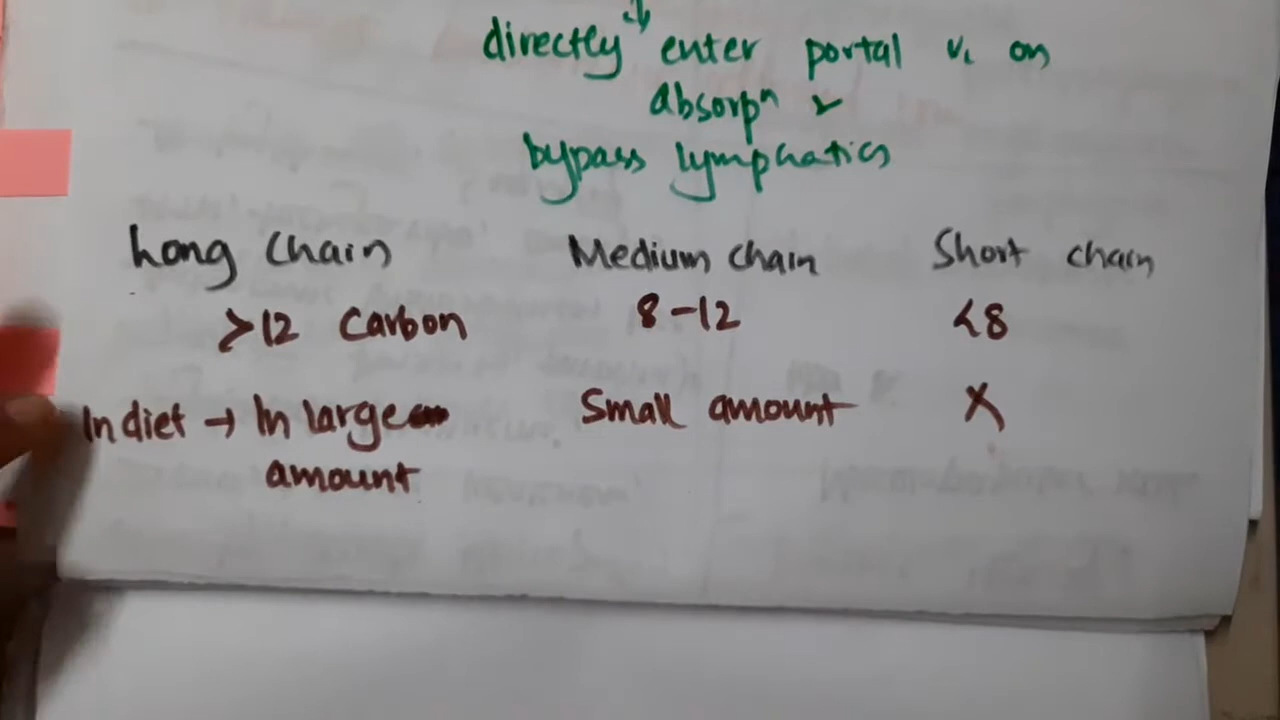 directly enter portal v. on
absorpⁿ &
bypass lymphatics
Long Chain Medium chain Short chain
>12 Carbon 8-12 <8
In diet → In large Small amount X
amount